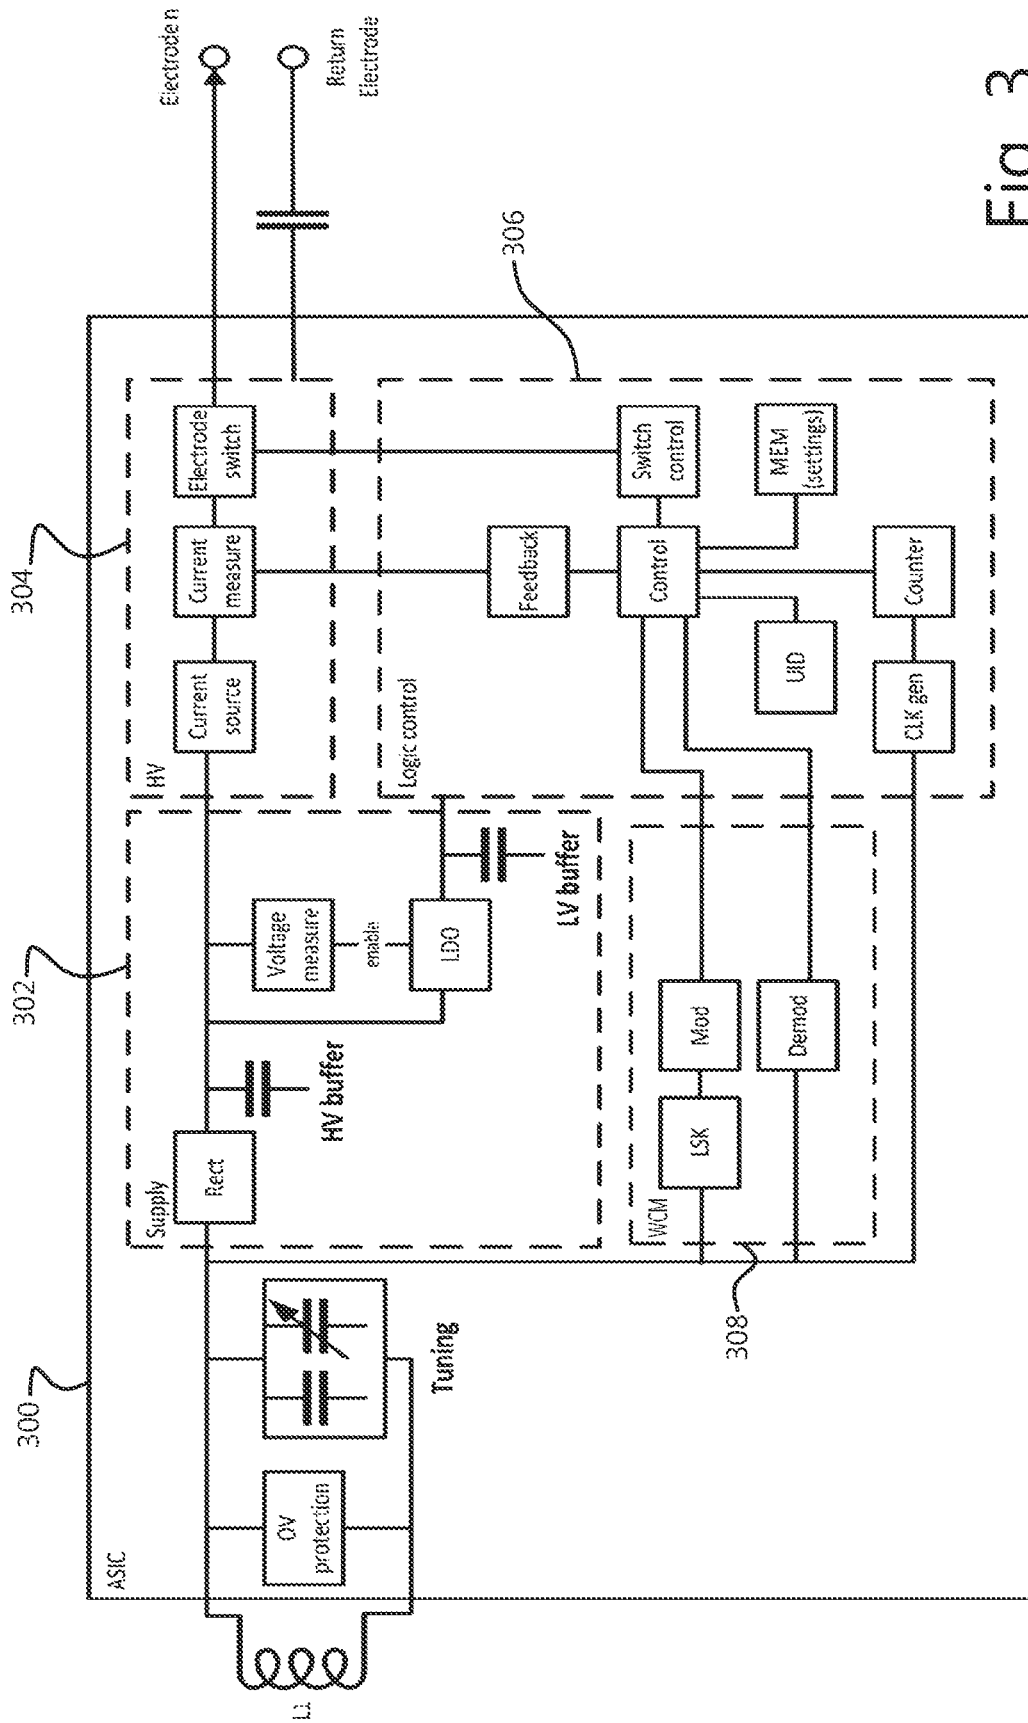 300
302
304
ASIC
Supply
HV
Electrode n
Return
Electrode
L1
OV
protection
Tuning
Rect
HV buffer
Voltage
measure
enable
LDO
LV buffer
Current
source
Current
measure
Electrode
switch
306
Logic control
Feedback
Control
Switch
control
UID
MEM
(settings)
CLK gen
Counter
WCM
LSK
Mod
Demod
308
Fig. 3